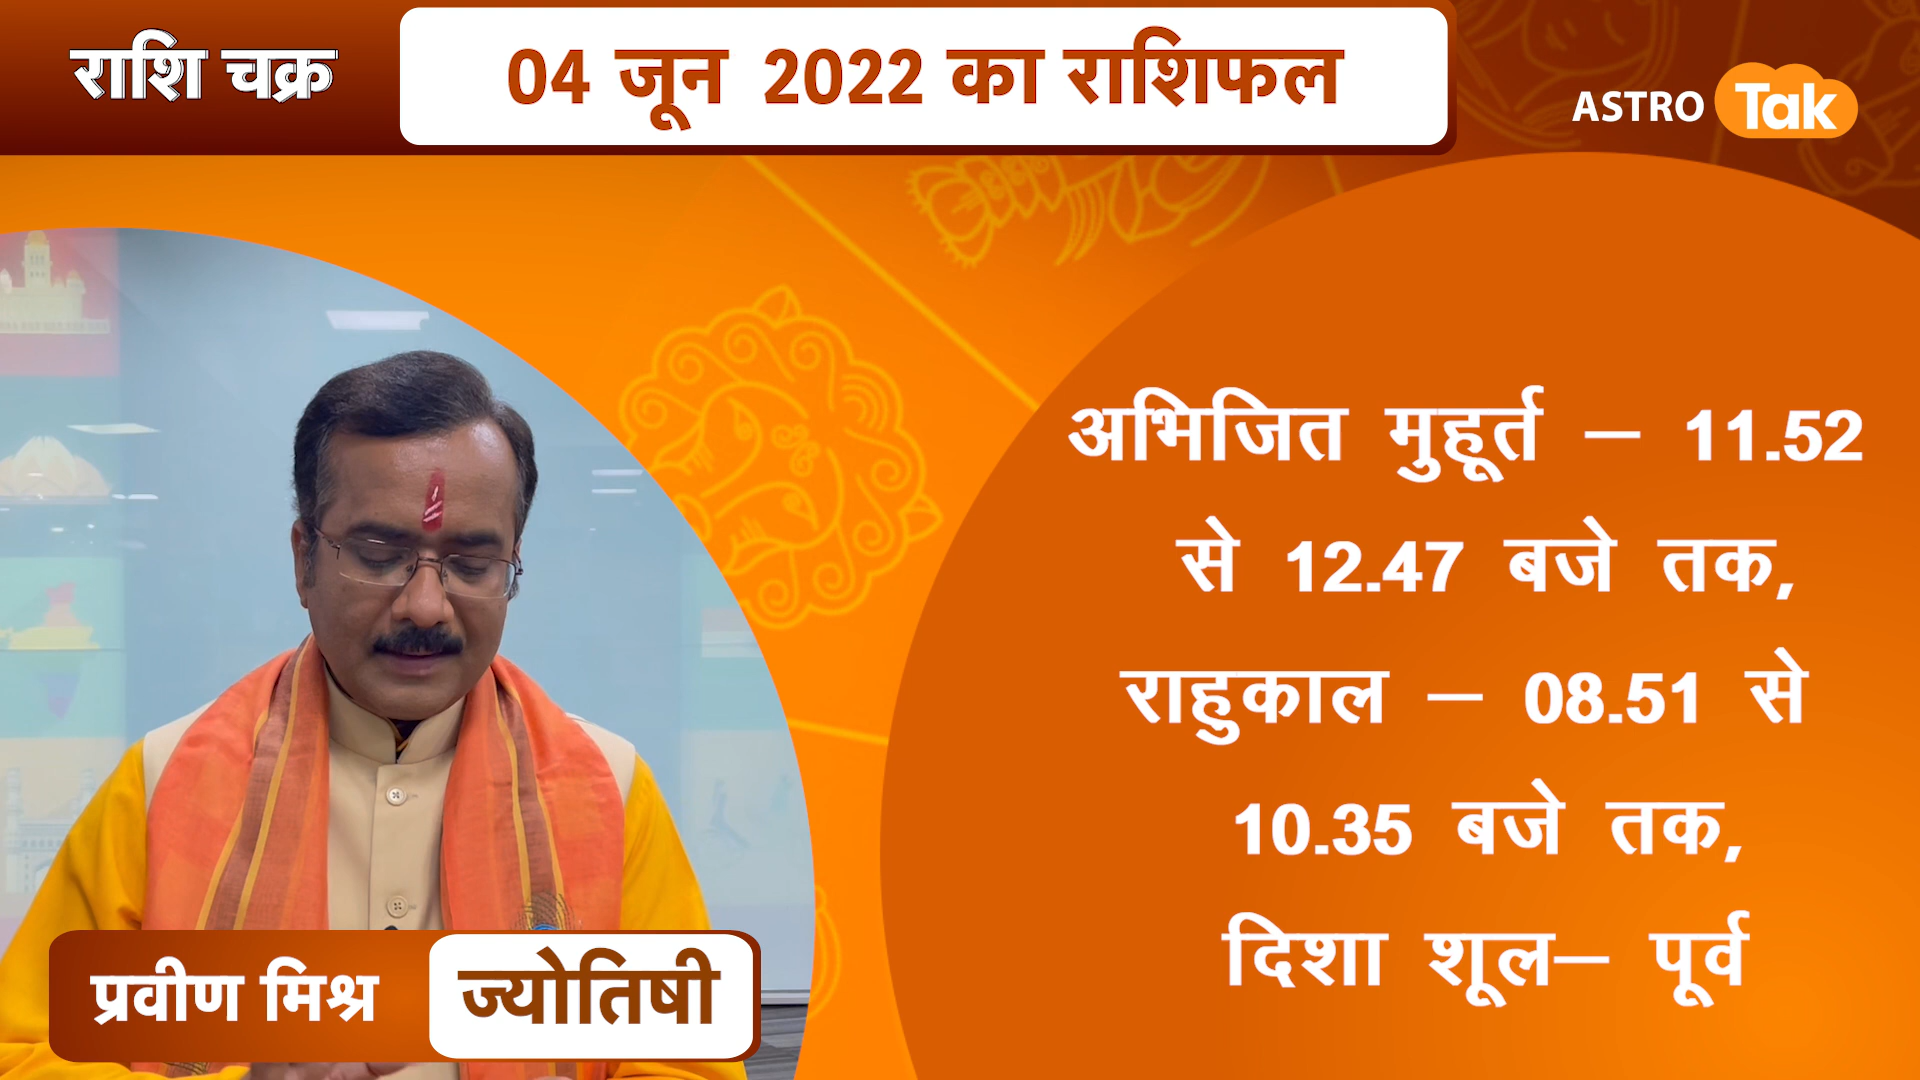 राशि चक्र
04 जून 2022 का राशिफल
ASTRO Tak
अभिजित मुहूर्त – 11.52
से 12.47 बजे तक,
राहुकाल – 08.51 से
10.35 बजे तक,
दिशा शूल– पूर्व
प्रवीण मिश्र
ज्योतिषी